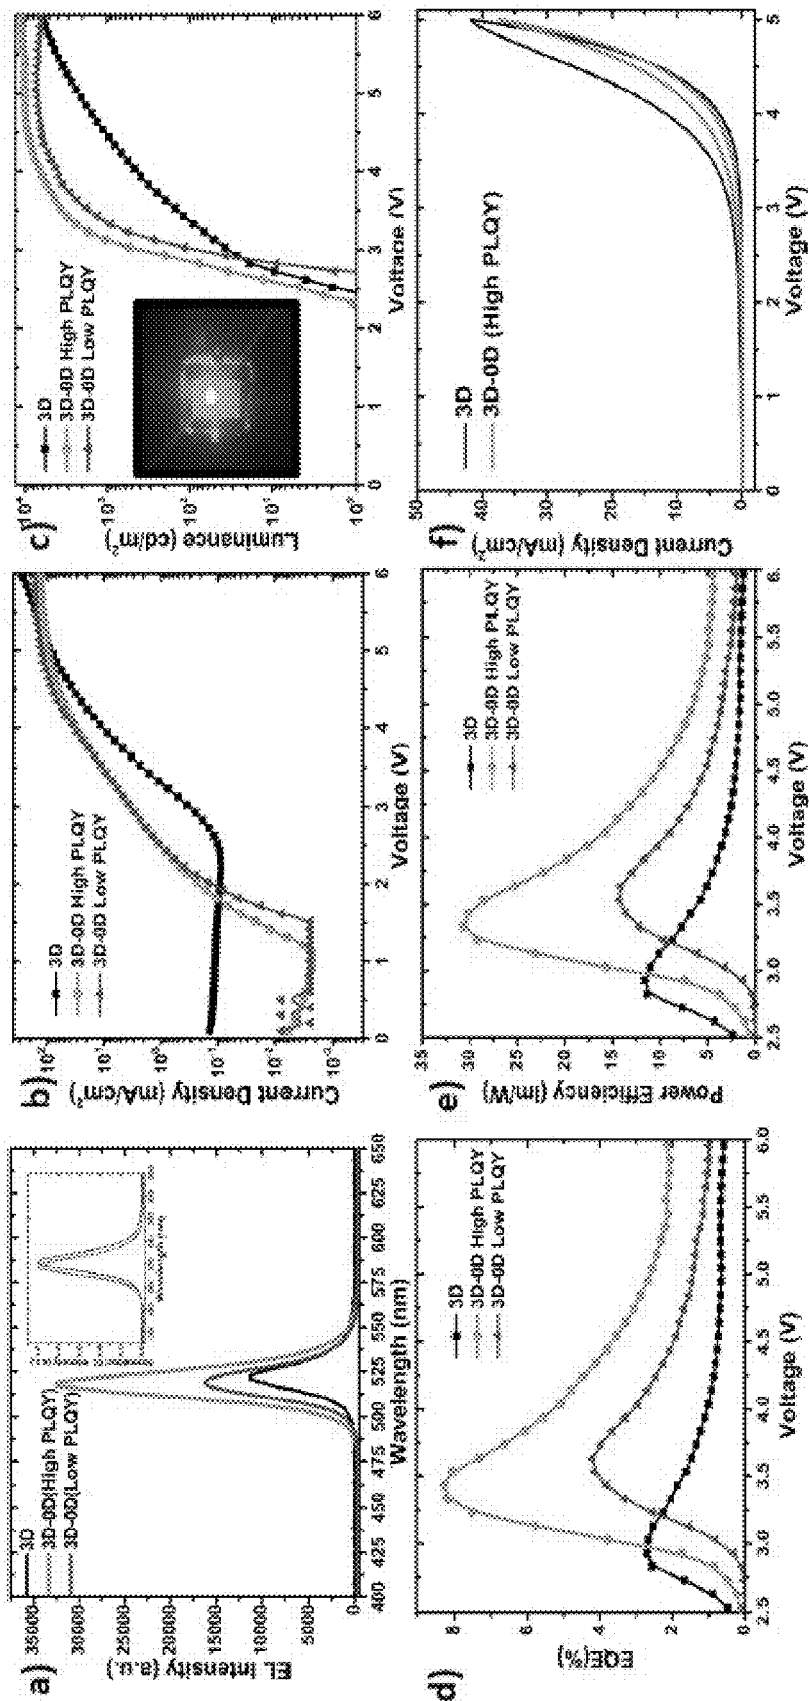 a)
35000
30000
25000
20000
15000
10000
5000
0
EL Intensity (a.u.)
3D
3D-0D(High PLQY)
3D-0D(Low PLQY)
400
425
450
475
500
525
550
575
600
625
650
Wavelength (nm)
b)
Current Density (mA/cm²)
3D
3D-0D High PLQY
3D-0D Low PLQY
0
1
2
3
4
5
6
Voltage (V)
c)
Luminance (cd/m²)
3D
3D-0D High PLQY
3D-0D Low PLQY
0
1
2
3
4
5
6
Voltage (V)
d)
8
6
4
2
0
EQE(%)
3D
3D-0D High PLQY
3D-0D Low PLQY
2.5
3.0
3.5
4.0
4.5
5.0
5.5
6.0
Voltage (V)
e)
35
30
25
20
15
10
5
0
Power Efficiency (lm/W)
3D
3D-0D High PLQY
3D-0D Low PLQY
2.5
3.0
3.5
4.0
4.5
5.0
5.5
6.0
Voltage (V)
f)
50
40
30
20
10
0
Current Density (mA/cm²)
3D
3D-0D (High PLQY)
0
1
2
3
4
5
Voltage (V)